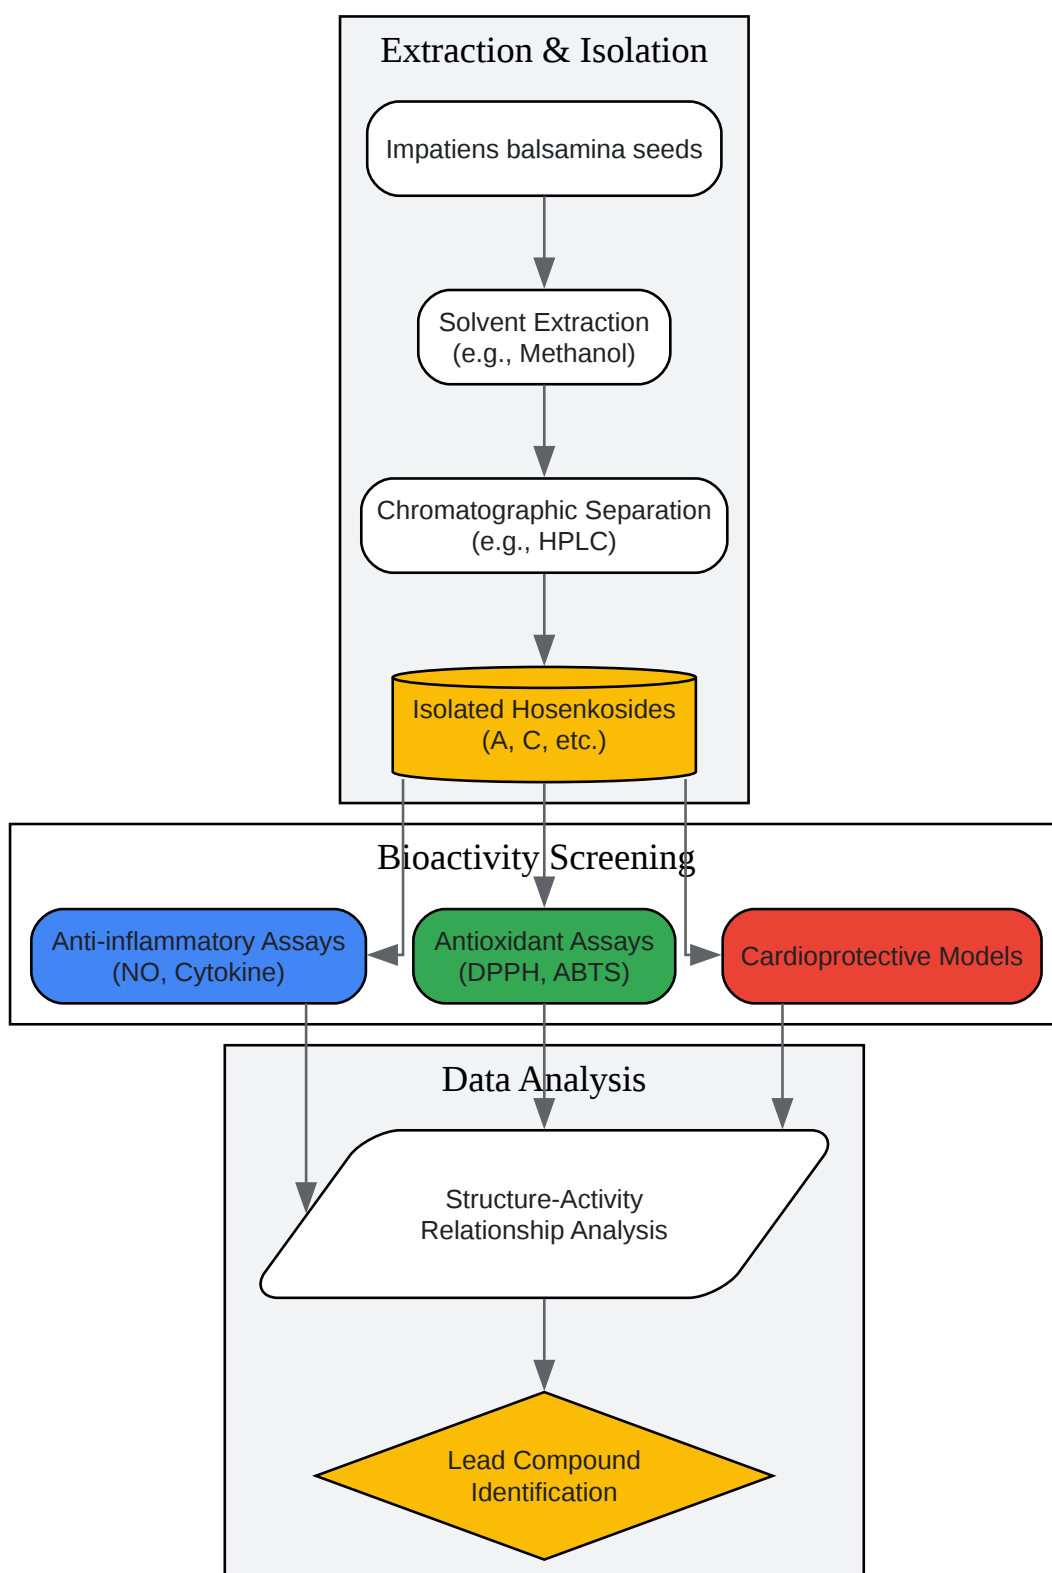 Extraction & Isolation
Impatiens balsamina seeds
Solvent Extraction
(e.g., Methanol)
Chromatographic Separation
(e.g., HPLC)
Isolated Hosenkosides
(A, C, etc.)
Bioactivity Screening
Anti-inflammatory Assays
(NO, Cytokine)
Antioxidant Assays
(DPPH, ABTS)
Cardioprotective Models
Data Analysis
Structure-Activity
Relationship Analysis
Lead Compound
Identification